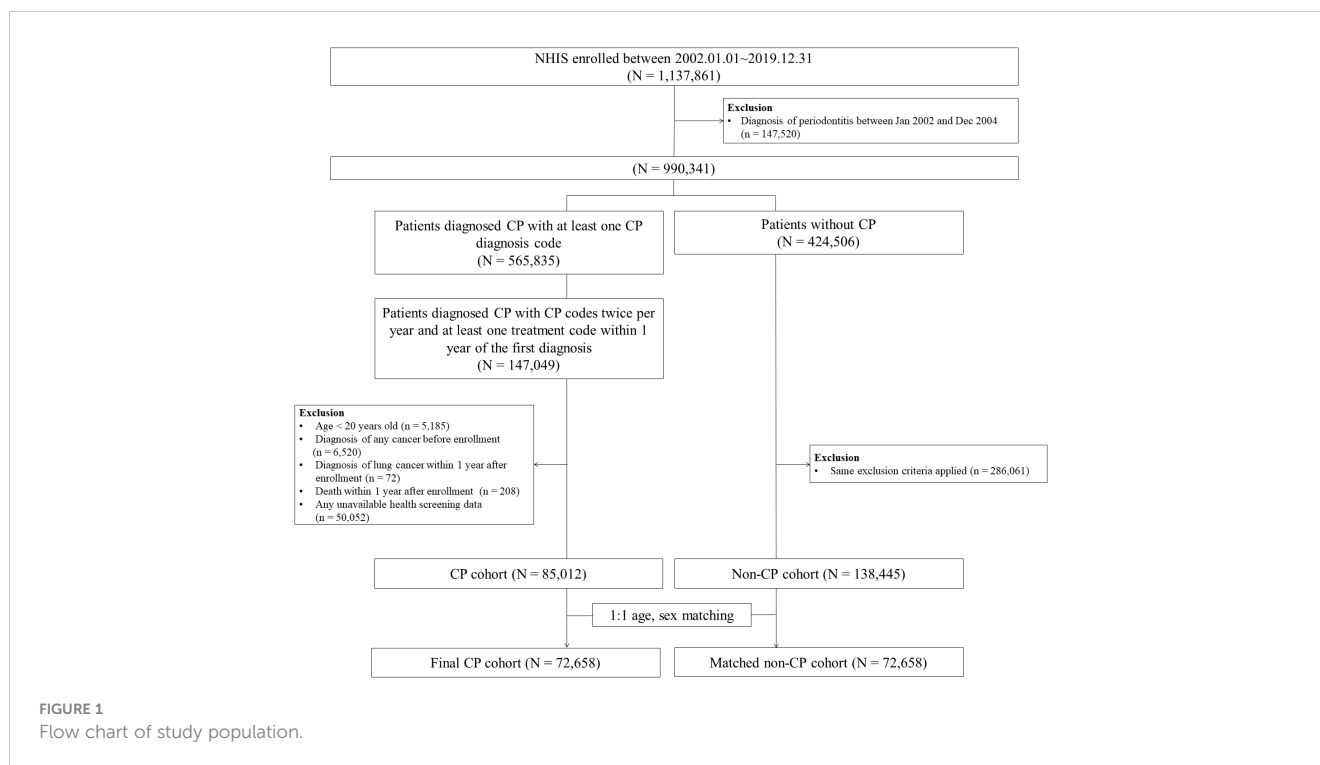 NHIS enrolled between 2002.01.01~2019.12.31
(N = 1,137,861)
Exclusion
• Diagnosis of periodontitis between Jan 2002 and Dec 2004
(n = 147,520)
(N = 990,341)
Patients diagnosed CP with at least one CP
diagnosis code
(N = 565,835)
Patients without CP
(N = 424,506)
Patients diagnosed CP with CP codes twice per
year and at least one treatment code within 1
year of the first diagnosis
(N = 147,049)
Exclusion
• Age < 20 years old (n = 5,185)
• Diagnosis of any cancer before enrollment
(n = 6,520)
• Diagnosis of lung cancer within 1 year after
enrollment (n = 72)
• Death within 1 year after enrollment (n = 208)
• Any unavailable health screening data
(n = 50,052)
Exclusion
• Same exclusion criteria applied (n = 286,061)
CP cohort (N = 85,012)
Non-CP cohort (N = 138,445)
1:1 age, sex matching
Final CP cohort (N = 72,658)
Matched non-CP cohort (N = 72,658)
FIGURE 1
Flow chart of study population.